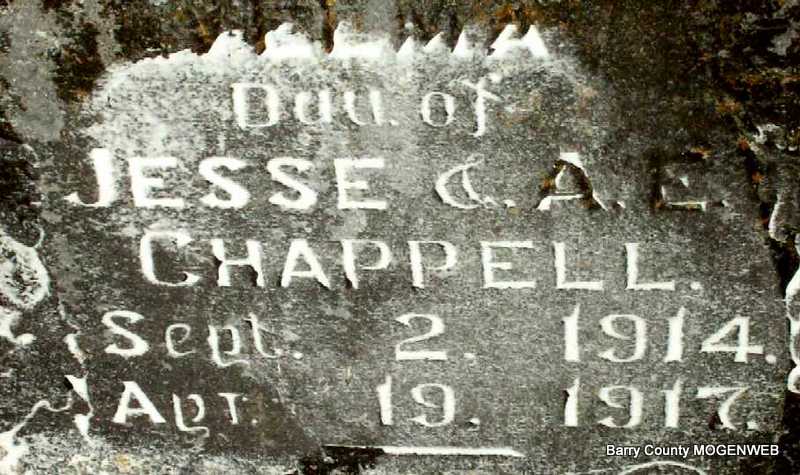 Dau. of
JESSE & A. E.
CHAPPELL.
Sept. 2. 1914.
Apr. 19. 1917.
Barry County MOGENWEB